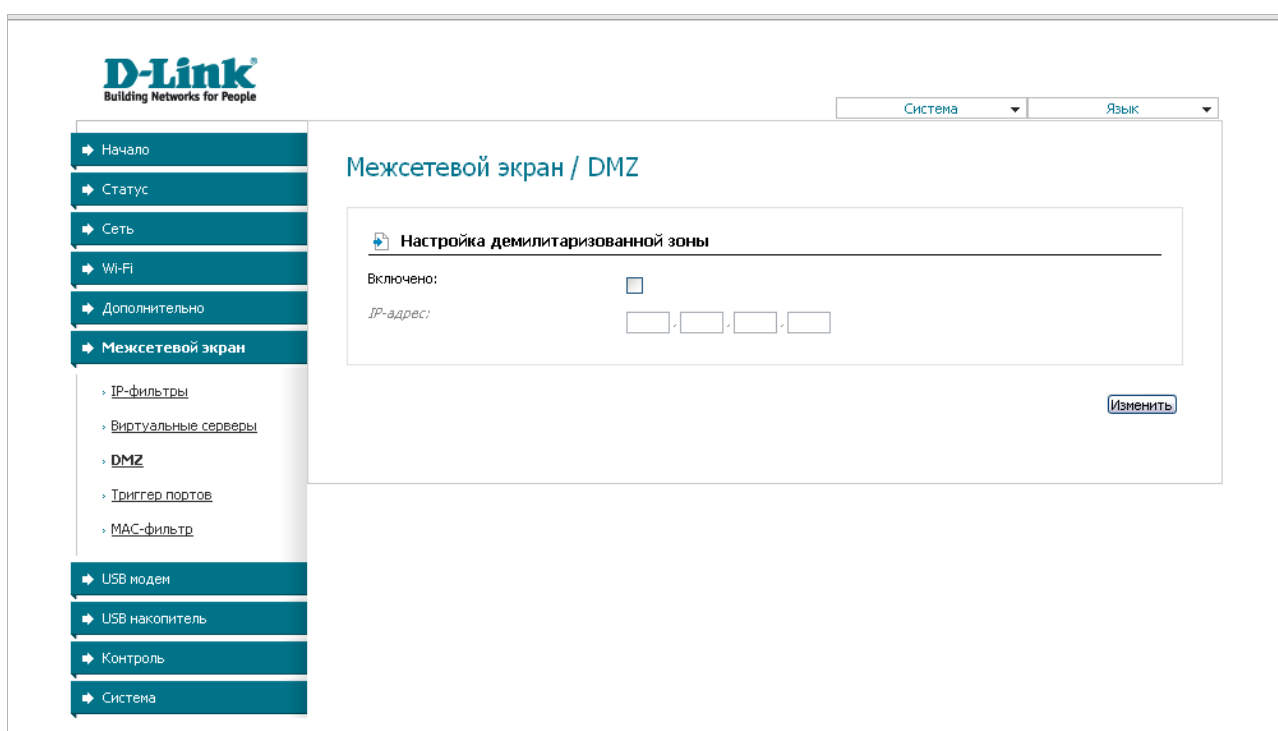 D-Link
Building Networks for People
Система
Язык
Начало
Статус
Сеть
Wi-Fi
Дополнительно
Межсетевой экран
IP-фильтры
Виртуальные серверы
DMZ
Триггер портов
MAC-фильтр
USB модем
USB накопитель
Контроль
Система
Межсетевой экран / DMZ
Настройка демилитаризованной зоны
Включено:
IP-адрес:
Изменить